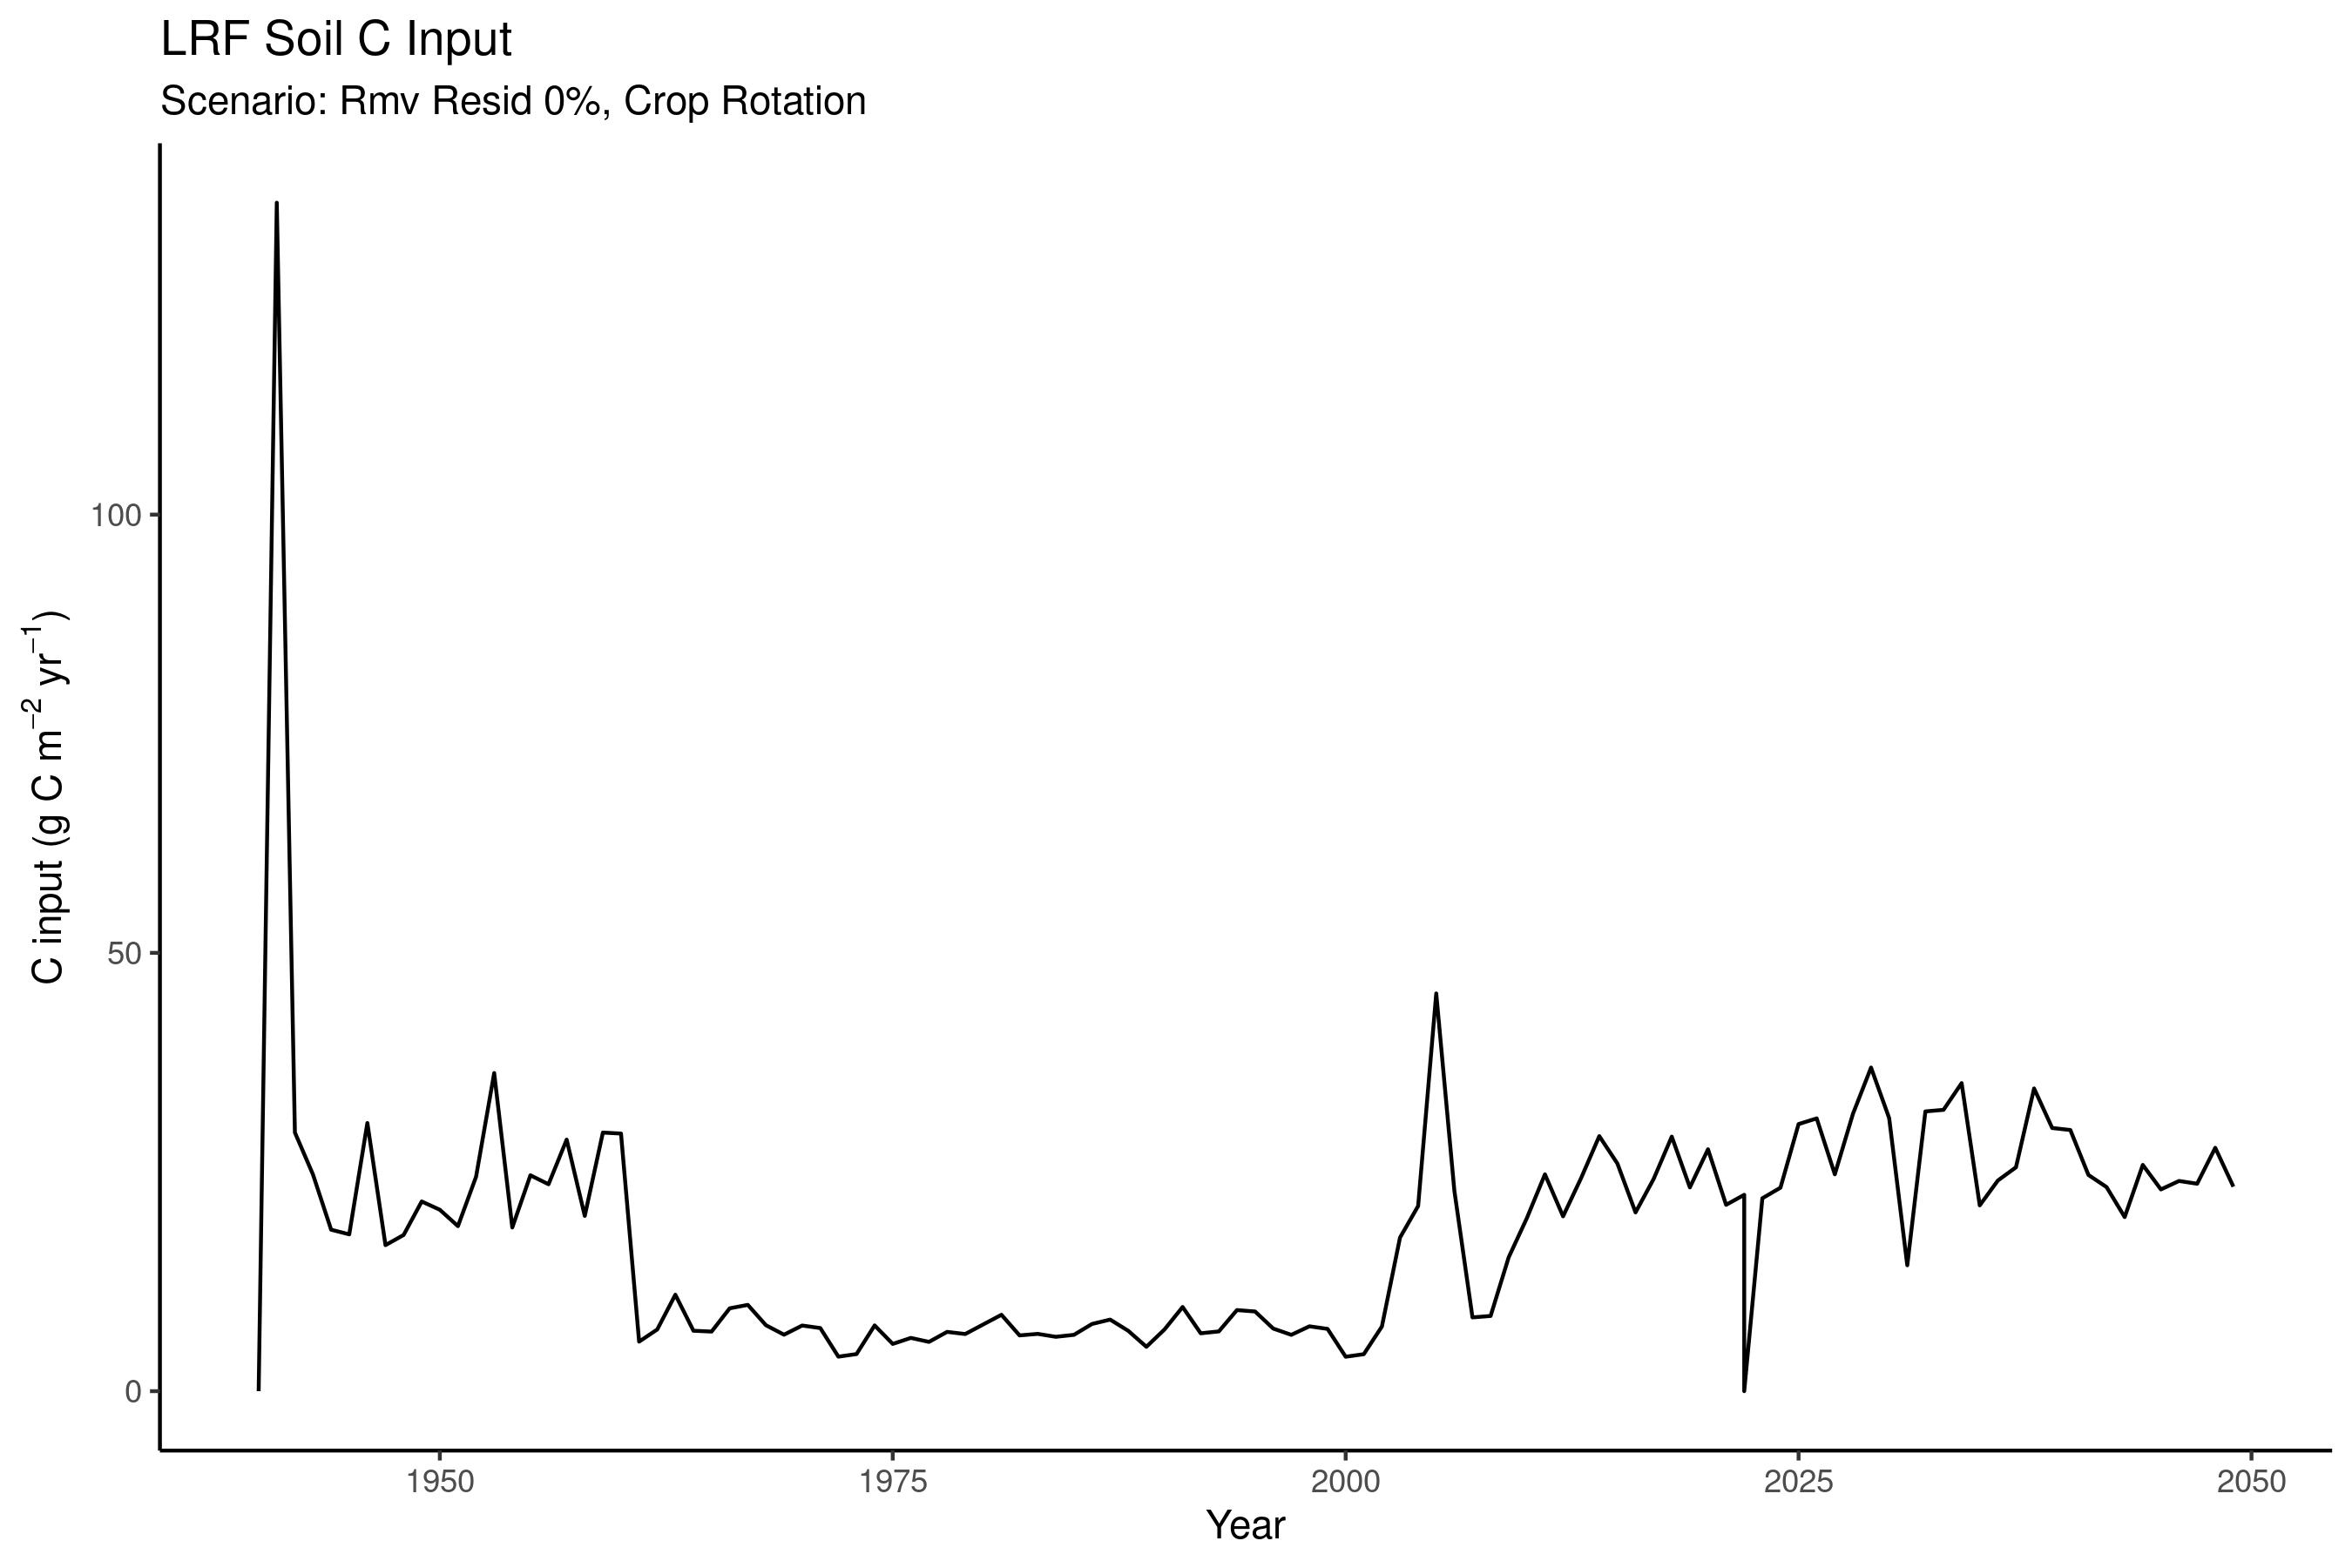 LRF Soil C Input
Scenario: Rmv Resid 0%, Crop Rotation
C input (g C m⁻² yr⁻¹)
100
50
0
1950 1975 2000 2025 2050
Year